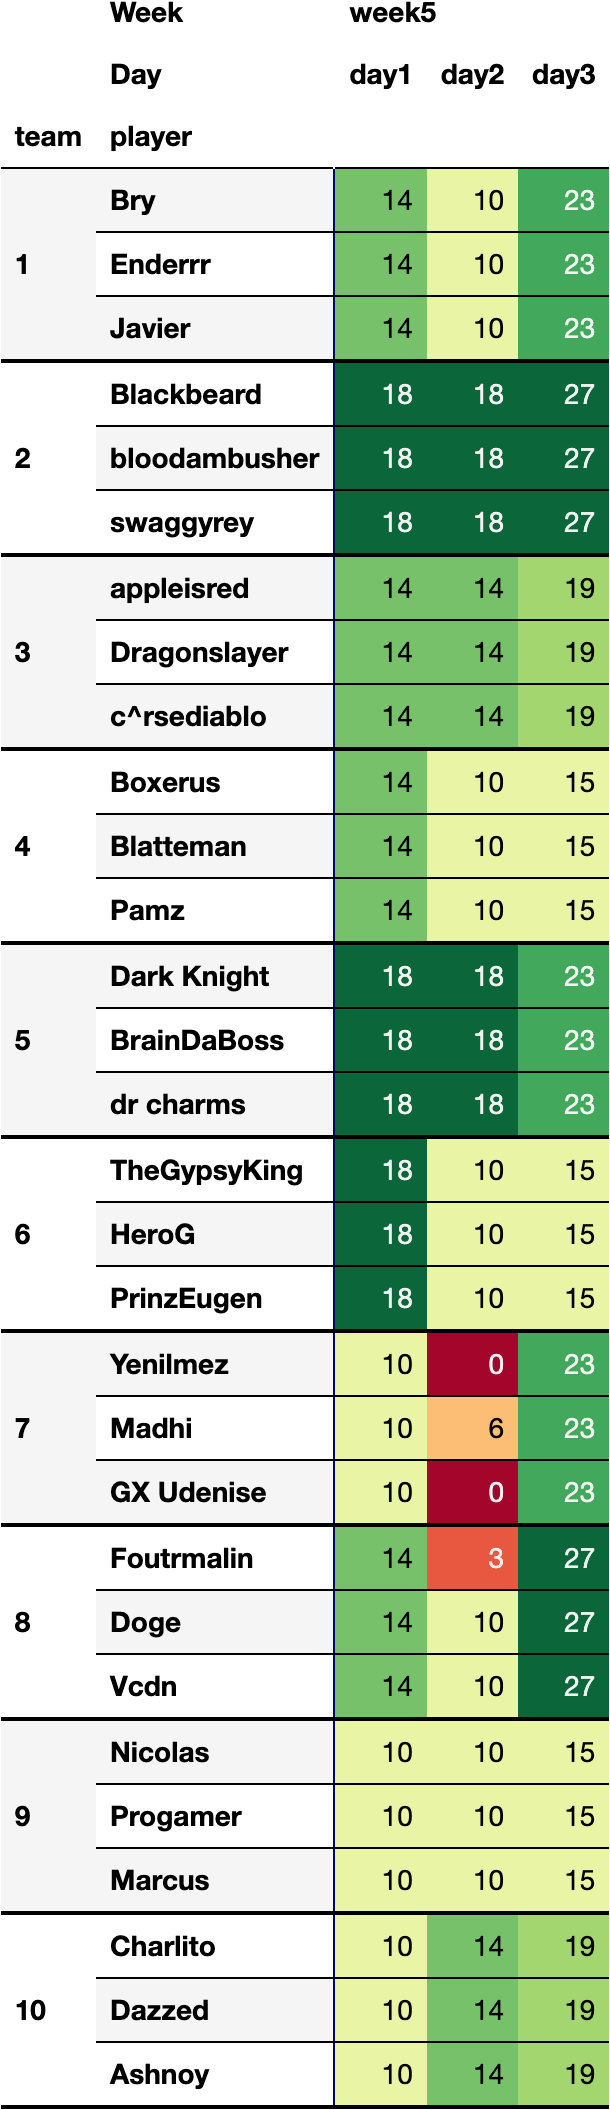 Week week5
Day day1 day2 day3
team player
Bry 14 10 23
1 Enderrr 14 10 23
Javier 14 10 23
Blackbeard 18 18 27
2 bloodambusher 18 18 27
swaggyrey 18 18 27
appleisred 14 14 19
3 Dragonslayer 14 14 19
c^rsediablo 14 14 19
Boxerus 14 10 15
4 Blatteman 14 10 15
Pamz 14 10 15
Dark Knight 18 18 23
5 BrainDaBoss 18 18 23
dr charms 18 18 23
TheGypsyKing 18 10 15
6 HeroG 18 10 15
PrinzEugen 18 10 15
Yenilmez 10 0 23
7 Madhi 10 6 23
GX Udenise 10 0 23
Foutrmalin 14 3 27
8 Doge 14 10 27
Vcdn 14 10 27
Nicolas 10 10 15
9 Progamer 10 10 15
Marcus 10 10 15
Charlito 10 14 19
10 Dazzed 10 14 19
Ashnoy 10 14 19